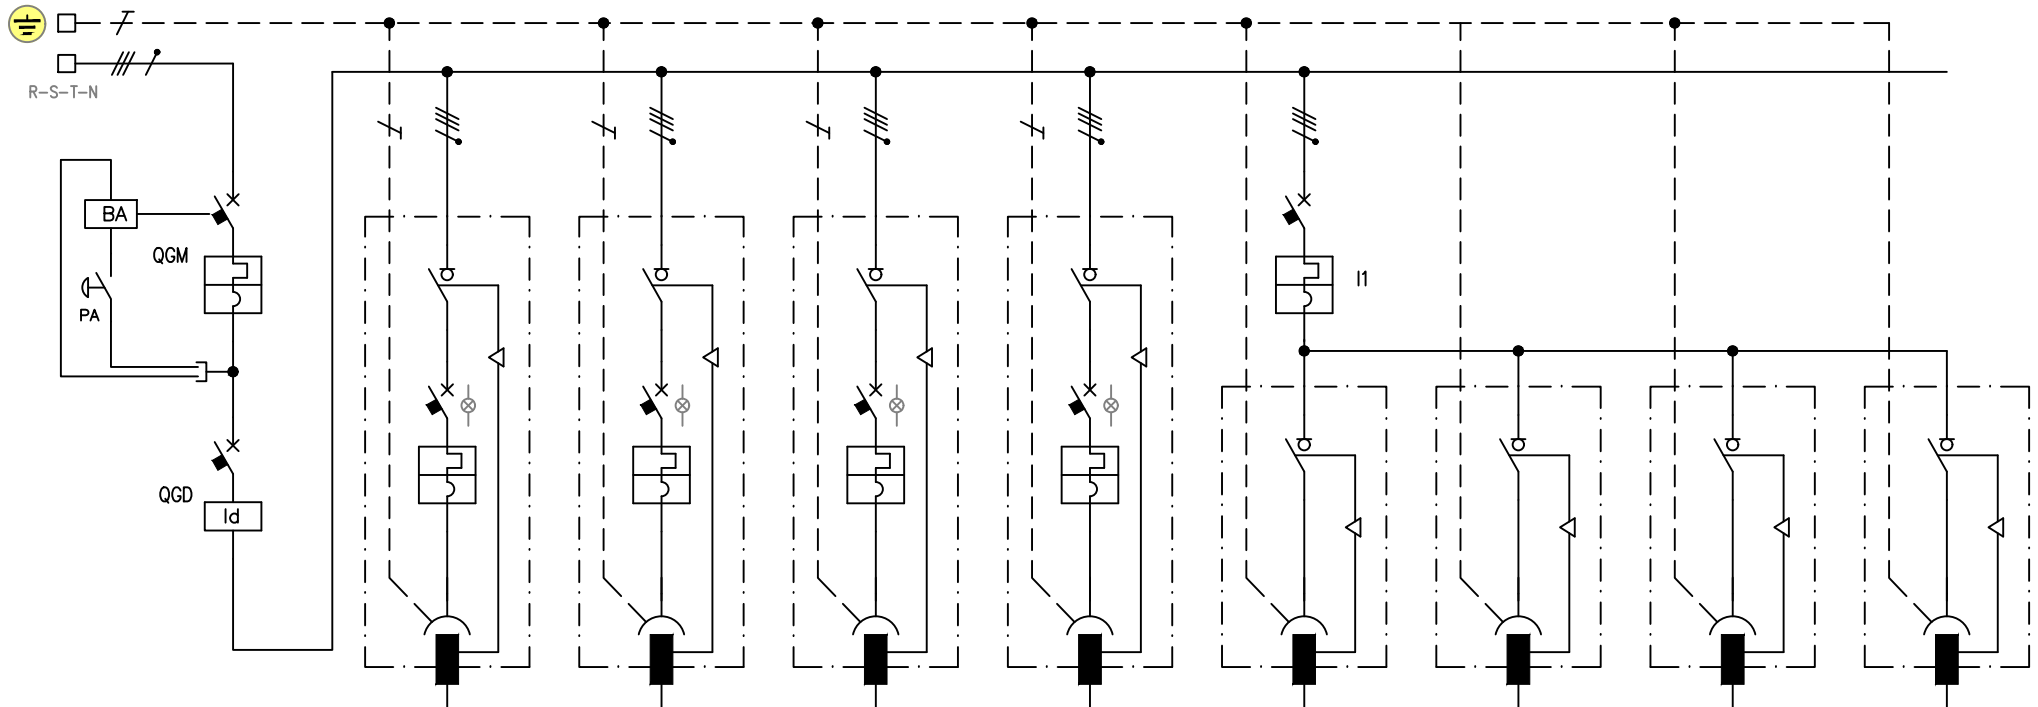 R-S-T-N
BA
QGM
PA
I1
QGD
Id